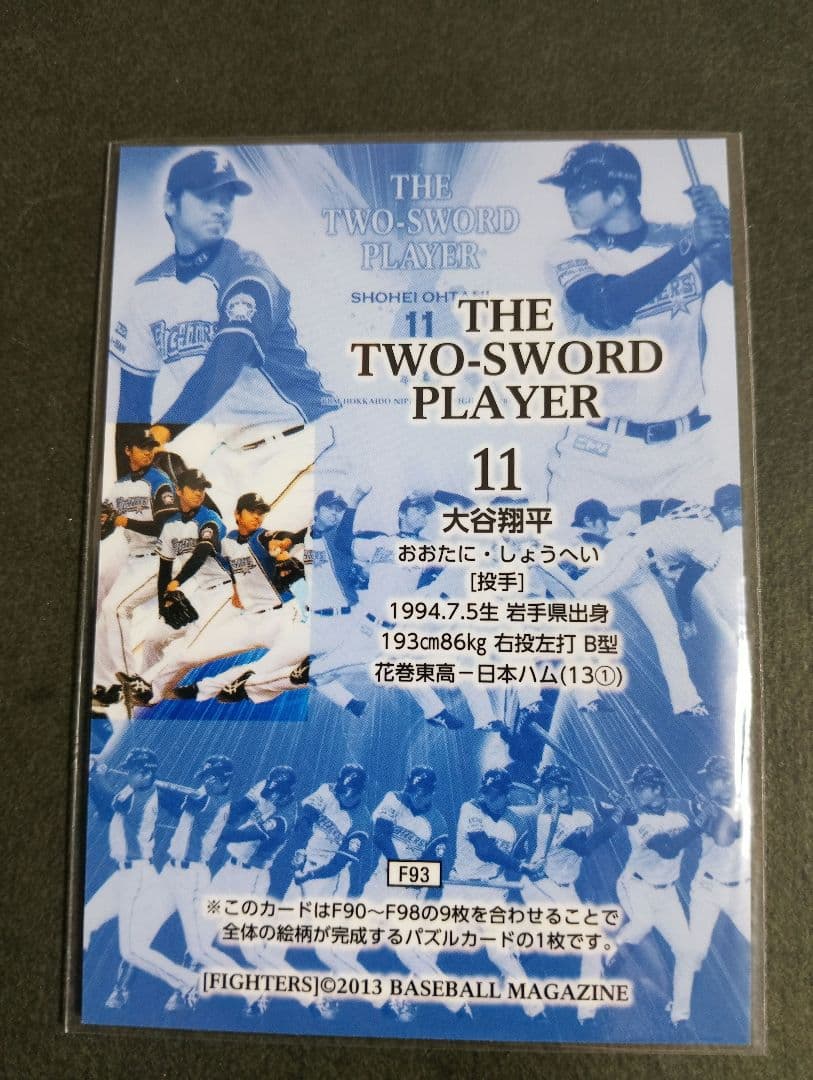 THE
TWO-SWORD
PLAYER
SHOHEI OHTA
11
THE
TWO-SWORD
PLAYER
HOKKAIDO NIP
FIGHTERS
11
大谷翔平
おおたに・しょうへい
[投手]
1994.7.5生 岩手県出身
193㎝86㎏ 右投左打 B型
花巻東高－日本ハム(13①)
F93
※このカードはF90～F98の9枚を合わせることで
全体の絵柄が完成するパズルカードの1枚です。
[FIGHTERS]©2013 BASEBALL MAGAZINE